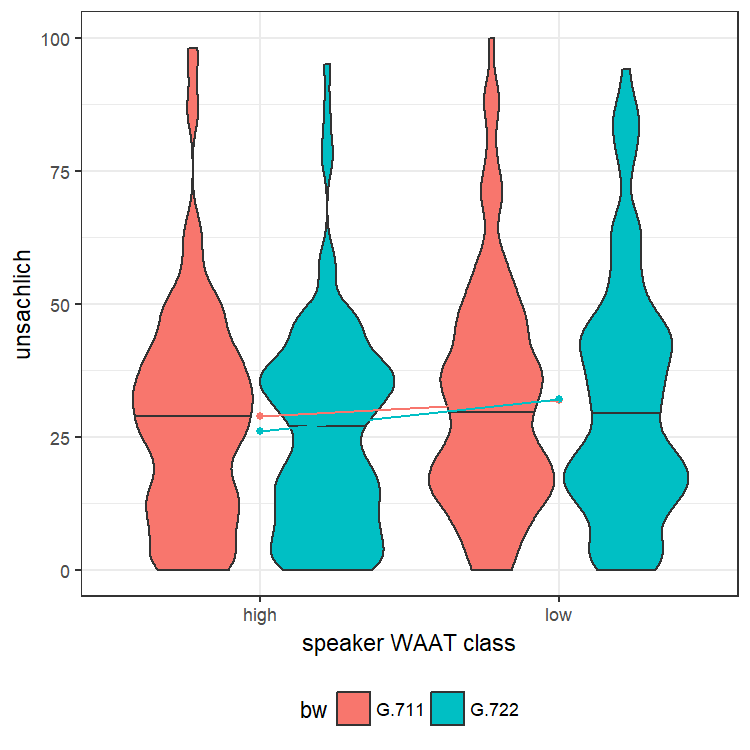 100
75
50
25
0
unsachlich
high low
speaker WAAT class
bw G.711 G.722